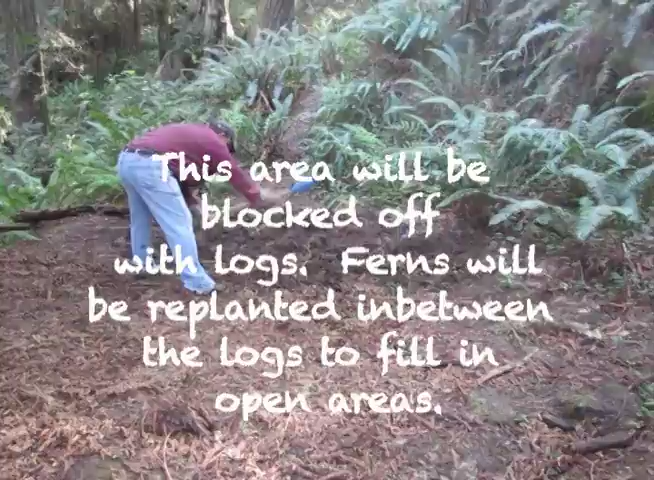 This area will be
blocked off
with logs.  Ferns will
be replanted inbetween
the logs to fill in
open areas.